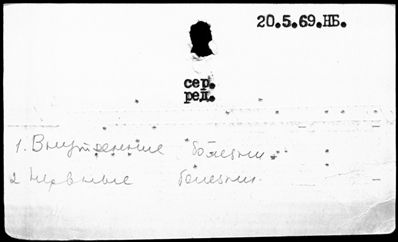 20.5.69.НБ.
сер.
ред.
1. Внутренние болезни
2 Нервные болезни